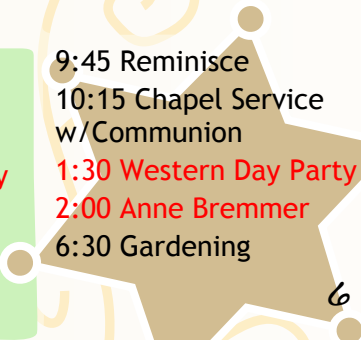 9:45 Reminisce
10:15 Chapel Service
w/Communion
y
1:30 Western Day Party
2:00 Anne Bremmer
6:30 Gardening
6